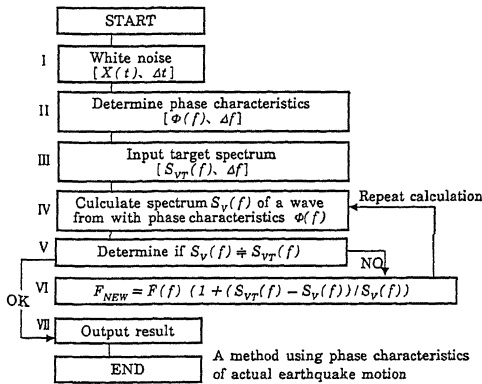 START
I
White noise
[X(t)、Δt]
II
Determine phase characteristics
[Φ(f)、Δf]
III
Input target spectrum
[S_VT(f)、Δf]
Repeat calculation
IV
Culculate spectrum S_V(f) of a wave
from with phase characteristics Φ(f)
V
Determine if S_V(f) ≑ S_VT(f)
NO
VI
F_NEW = F(f) (1+(S_VT(f) − S_V(f))/S_V(f))
OK
VII
Output result
END
A method using phase characteristics
of actual earthquake motion